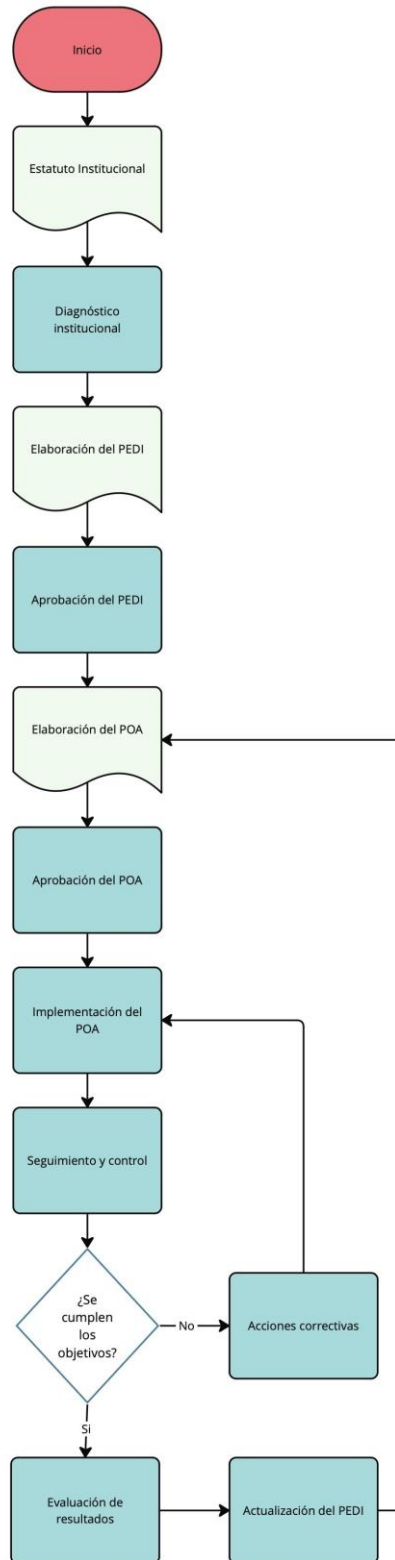 Inicio
Estatuto Institucional
Diagnóstico
institucional
Elaboración del PEDI
Aprobación del PEDI
Elaboración del POA
Aprobación del POA
Implementación del
POA
Seguimiento y control
¿Se
cumplen
los
objetivos?
No
Acciones correctivas
Si
Evaluación de
resultados
Actualización del PEDI